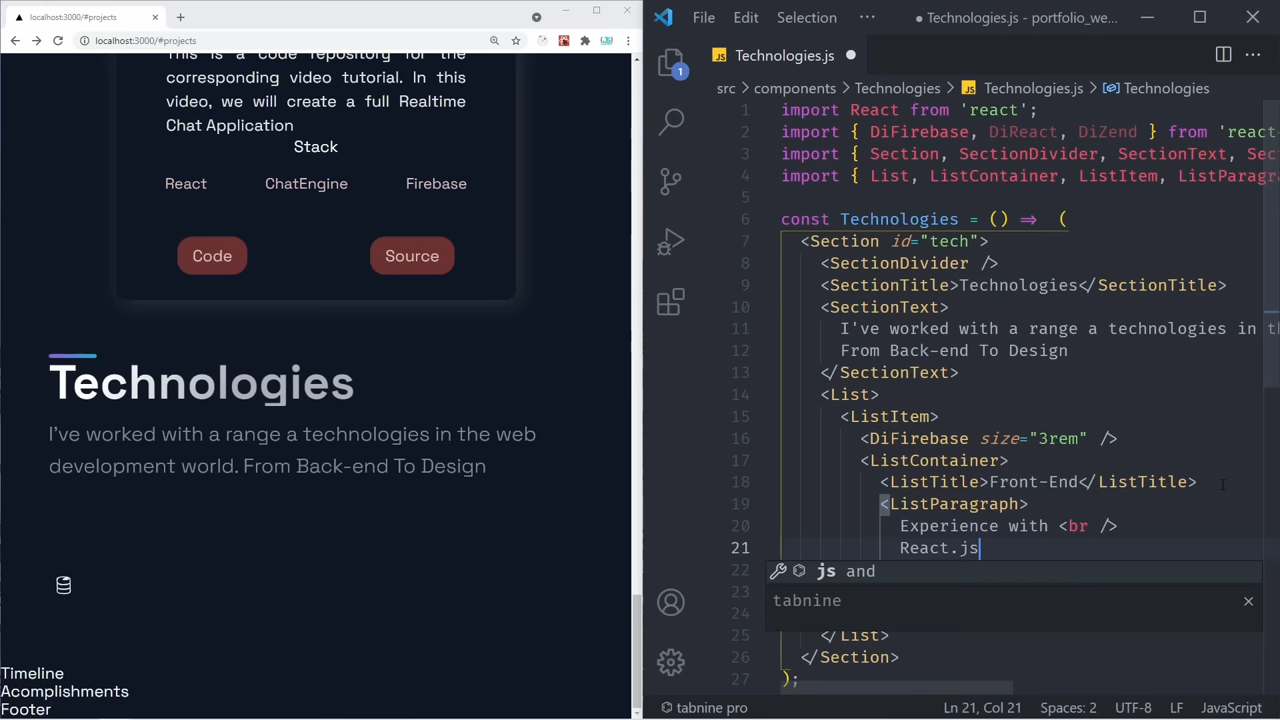 localhost:3000/#projects
localhost:3000/#projects
This is a code repository for the
corresponding video tutorial. In this
video, we will create a full Realtime
Chat Application
Stack
React ChatEngine Firebase
Code Source
Technologies
I've worked with a range a technologies in the web
development world. From Back-end To Design
Timeline
Acomplishments
Footer
File Edit Selection ··· ● Technologies.js - portfolio_we...
JS Technologies.js ●
src > components > Technologies > JS Technologies.js > Technologies
1
1 import React from 'react';
2 import { DiFirebase, DiReact, DiZend } from 'react
3 import { Section, SectionDivider, SectionText, Sec
4 import { List, ListContainer, ListItem, ListParagra
5
6 const Technologies = () => (
7 <Section id="tech">
8 <SectionDivider />
9 <SectionTitle>Technologies</SectionTitle>
10 <SectionText>
11 I've worked with a range a technologies in th
12 From Back-end To Design
13 </SectionText>
14 <List>
15 <ListItem>
16 <DiFirebase size="3rem" />
17 <ListContainer>
18 <ListTitle>Front-End</ListTitle>
19 <ListParagraph>
20 Experience with <br />
21 React.js
22 js and
23 tabnine
24
25 </List>
26 </Section>
27 );
tabnine pro Ln 21, Col 21 Spaces: 2 UTF-8 LF JavaScript